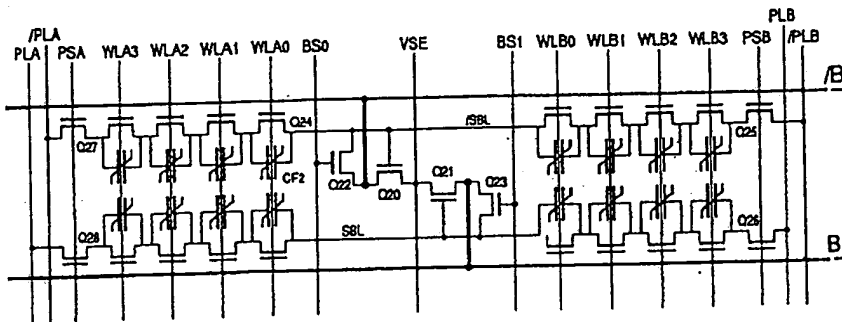 /PLA
PLA PSA WLA3 WLA2 WLA1 WLA0 BS0 VSE BS1 WLB0 WLB1 WLB2 WLB3 PSB PLB /PLB
/B
Q24 /SBL Q25
Q27 CF2 Q22 Q20 Q21 Q23
Q28 SBL Q26
B